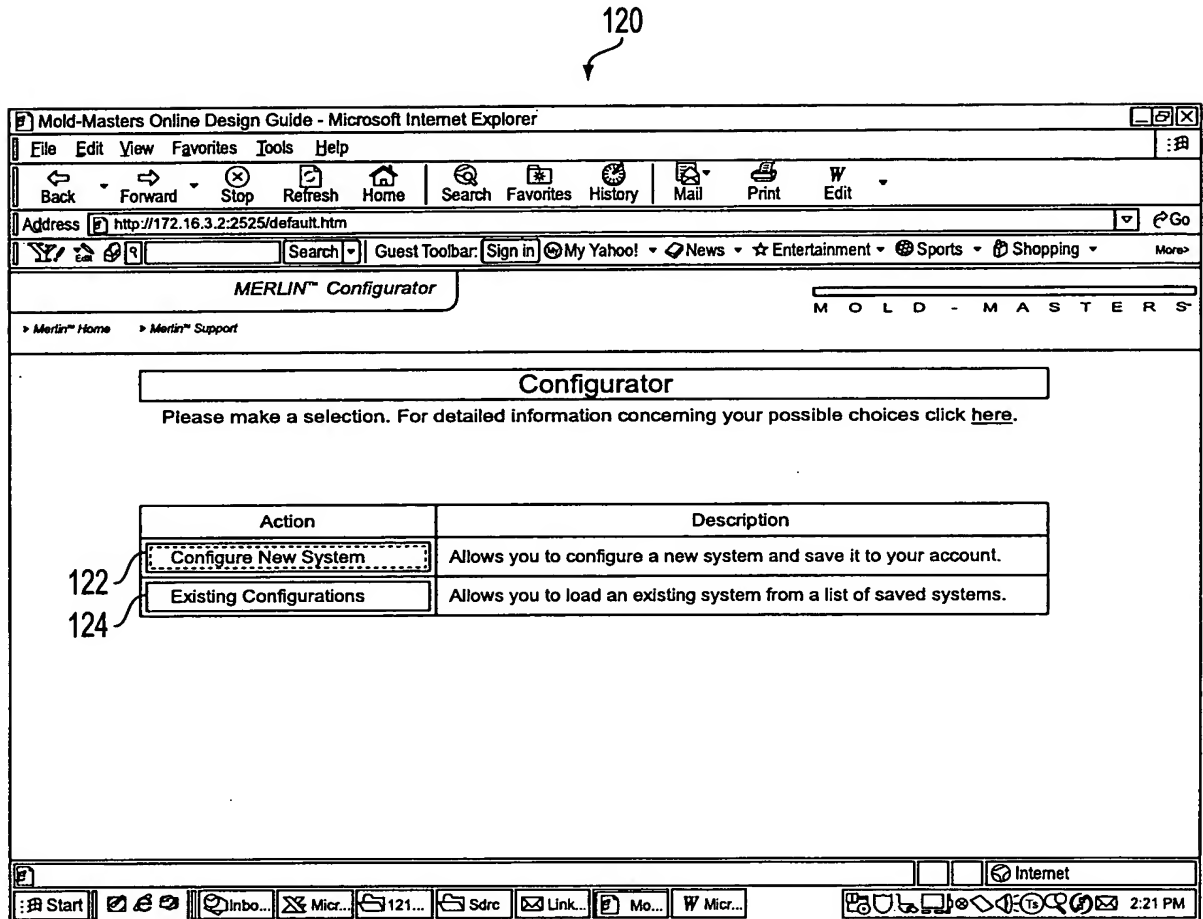 120
Mold-Masters Online Design Guide - Microsoft Internet Explorer
File Edit View Favorites Tools Help
Back Forward Stop Refresh Home Search Favorites History Mail Print Edit
Address http://172.16.3.2:2525/default.htm Go
Search Guest Toolbar: Sign in My Yahoo! News Entertainment Sports Shopping More>
MERLIN™ Configurator
MOLD-MASTERS
> Merlin™ Home > Merlin™ Support
Configurator
Please make a selection. For detailed information concerning your possible choices click here.
Action Description
122 Configure New System Allows you to configure a new system and save it to your account.
124 Existing Configurations Allows you to load an existing system from a list of saved systems.
Internet
Start Inbo... Micr... 121... Sdrc Link... Mo... Micr... 2:21 PM